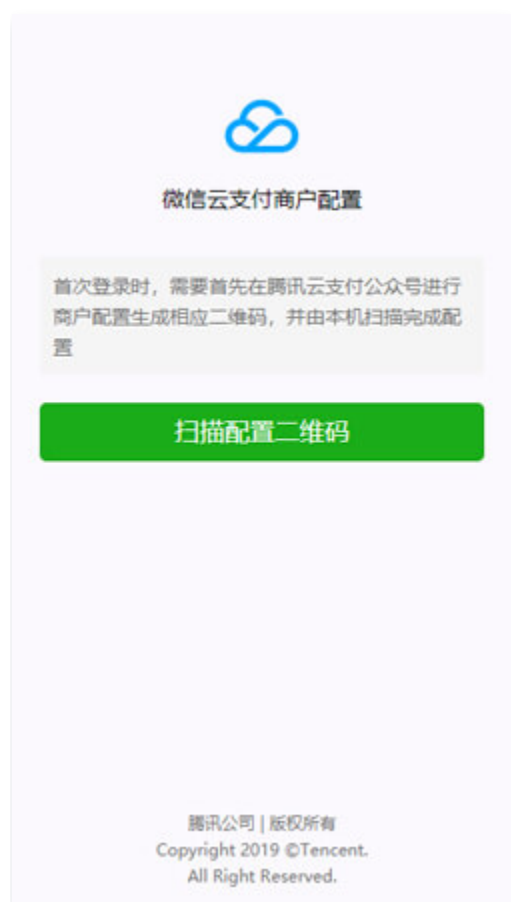 微信云支付商户配置
首次登录时，需要首先在腾讯云支付公众号进行
商户配置生成相应二维码，并由本机扫描完成配
置
扫描配置二维码
腾讯公司 | 版权所有
Copyright 2019 ©Tencent.
All Right Reserved.